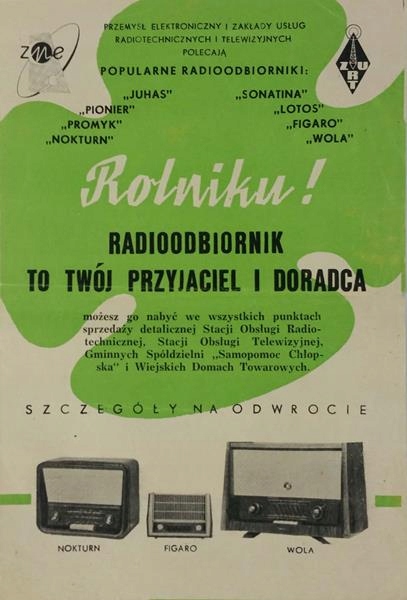 zne
PRZEMYSŁ ELEKTRONICZNY I ZAKŁADY USŁUG
RADIOTECHNICZNYCH I TELEWIZYJNYCH
POLECAJĄ
ZURT
POPULARNE RADIOODBIORNIKI:
„JUHAS" „SONATINA"
„PIONIER" „LOTOS"
„PROMYK" „FIGARO"
„NOKTURN" „WOLA"
Rolniku!
RADIOODBIORNIK
TO TWÓJ PRZYJACIEL I DORADCA
możesz go nabyć we wszystkich punktach
sprzedaży detalicznej Stacji Obsługi Radio-
technicznej, Stacji Obsługi Telewizyjnej,
Gminnych Spółdzielni „Samopomoc Chłop-
ska" i Wiejskich Domach Towarowych.
SZCZEGÓŁY NA ODWROCIE
NOKTURN FIGARO WOLA